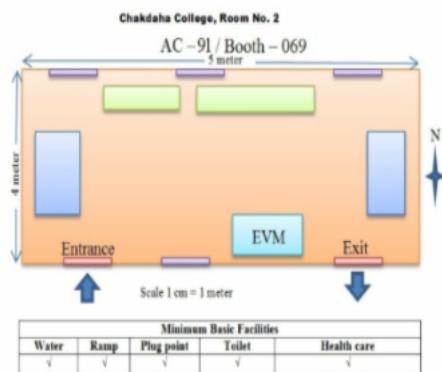 Chakdaha College, Room No. 2
AC – 91 / Booth – 069
5 meter
4 meter
N
EVM
Entrance
Exit
Scale 1 cm = 1 meter
Minimum Basic Facilities
Water Ramp Plug point Toilet Health care
√ √ √ √ √